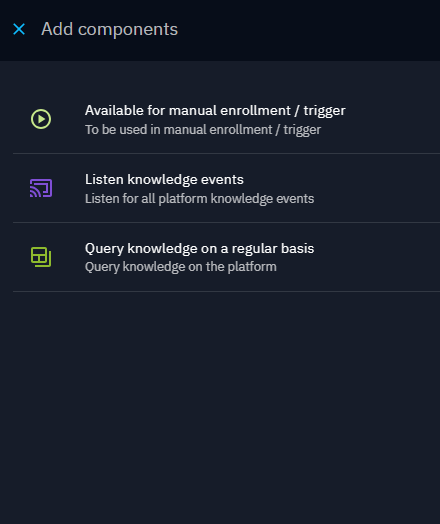 Add components
Available for manual enrollment / trigger
To be used in manual enrollment / trigger
Listen knowledge events
Listen for all platform knowledge events
Query knowledge on a regular basis
Query knowledge on the platform